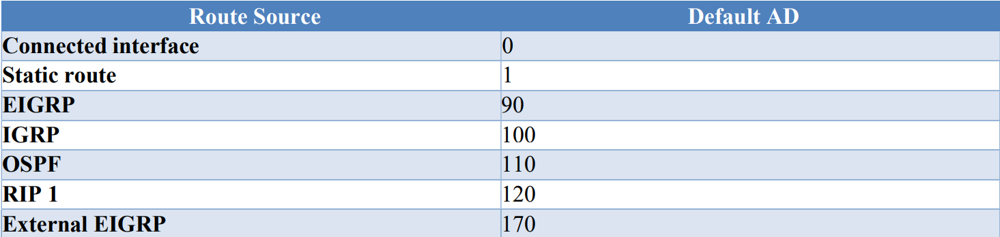 Route Source Default AD
Connected interface 0
Static route 1
EIGRP 90
IGRP 100
OSPF 110
RIP 1 120
External EIGRP 170